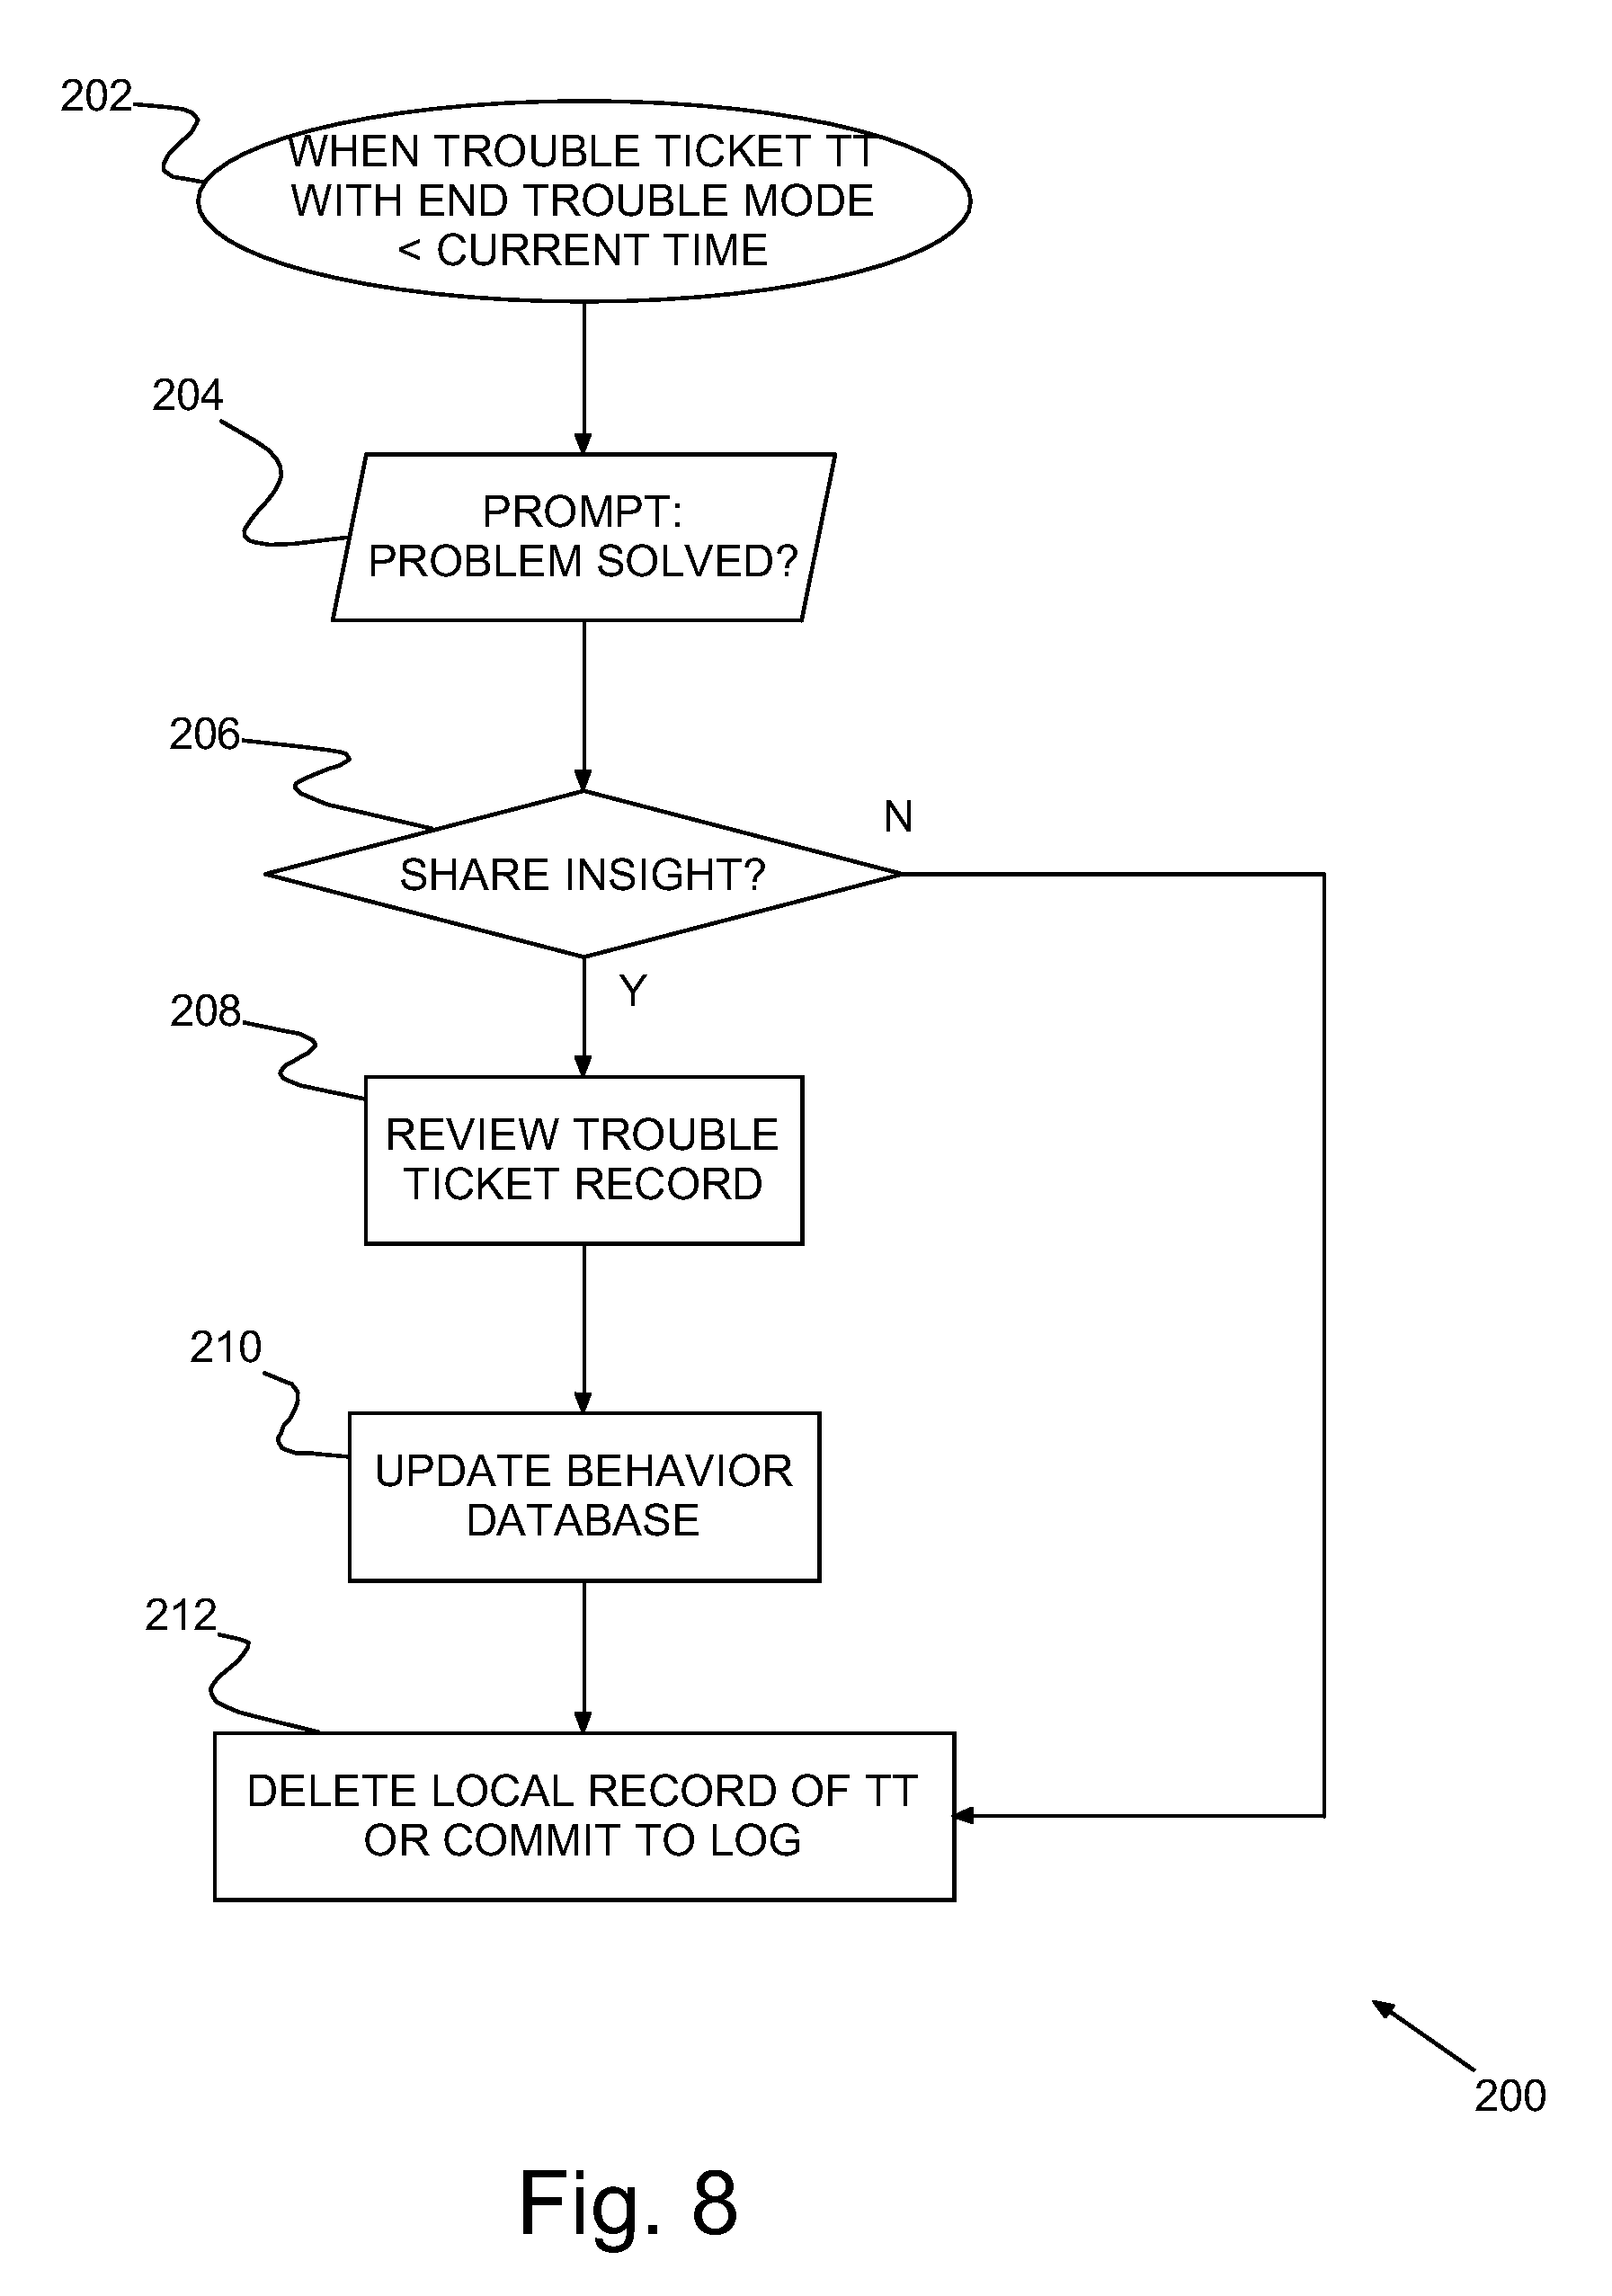 202
WHEN TROUBLE TICKET TT
WITH END TROUBLE MODE
< CURRENT TIME
204
PROMPT:
PROBLEM SOLVED?
206
N
SHARE INSIGHT?
Y
208
REVIEW TROUBLE
TICKET RECORD
210
UPDATE BEHAVIOR
DATABASE
212
DELETE LOCAL RECORD OF TT
OR COMMIT TO LOG
200
Fig. 8